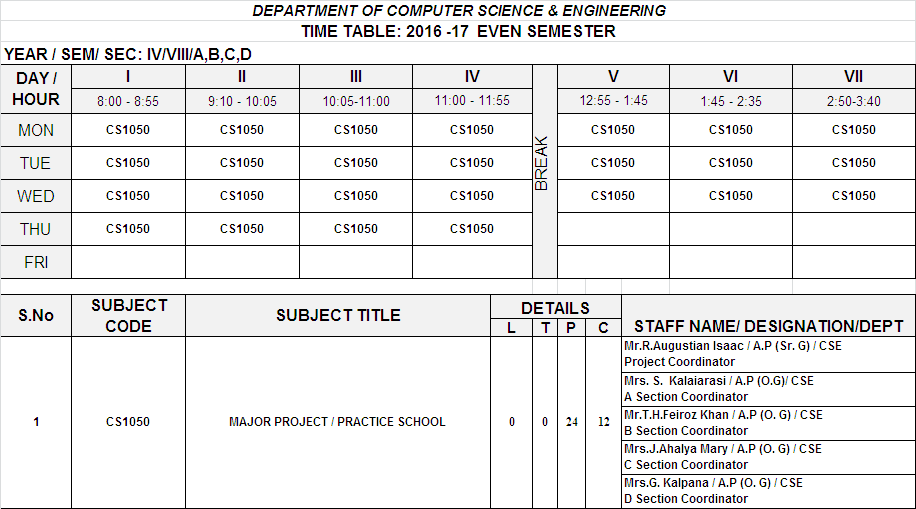 DEPARTMENT OF COMPUTER SCIENCE & ENGINEERING
TIME TABLE: 2016 -17 EVEN SEMESTER
YEAR / SEM/ SEC: IV/VIII/A,B,C,D
DAY / HOUR I II III IV BREAK V VI VII
8:00 - 8:55 9:10 - 10:05 10:05-11:00 11:00 - 11:55 12:55 - 1:45 1:45 - 2:35 2:50-3:40
MON CS1050 CS1050 CS1050 CS1050 CS1050 CS1050 CS1050
TUE CS1050 CS1050 CS1050 CS1050 CS1050 CS1050 CS1050
WED CS1050 CS1050 CS1050 CS1050 CS1050 CS1050 CS1050
THU CS1050 CS1050 CS1050 CS1050
FRI
S.No SUBJECT CODE SUBJECT TITLE DETAILS STAFF NAME/ DESIGNATION/DEPT
L T P C
1 CS1050 MAJOR PROJECT / PRACTICE SCHOOL 0 0 24 12
Mr.R.Augustian Isaac / A.P (Sr. G) / CSE
Project Coordinator
Mrs. S. Kalaiarasi / A.P (O.G)/ CSE
A Section Coordinator
Mr.T.H.Feiroz Khan / A.P (O. G) / CSE
B Section Coordinator
Mrs.J.Ahalya Mary / A.P (O. G) / CSE
C Section Coordinator
Mrs.G. Kalpana / A.P (O. G) / CSE
D Section Coordinator